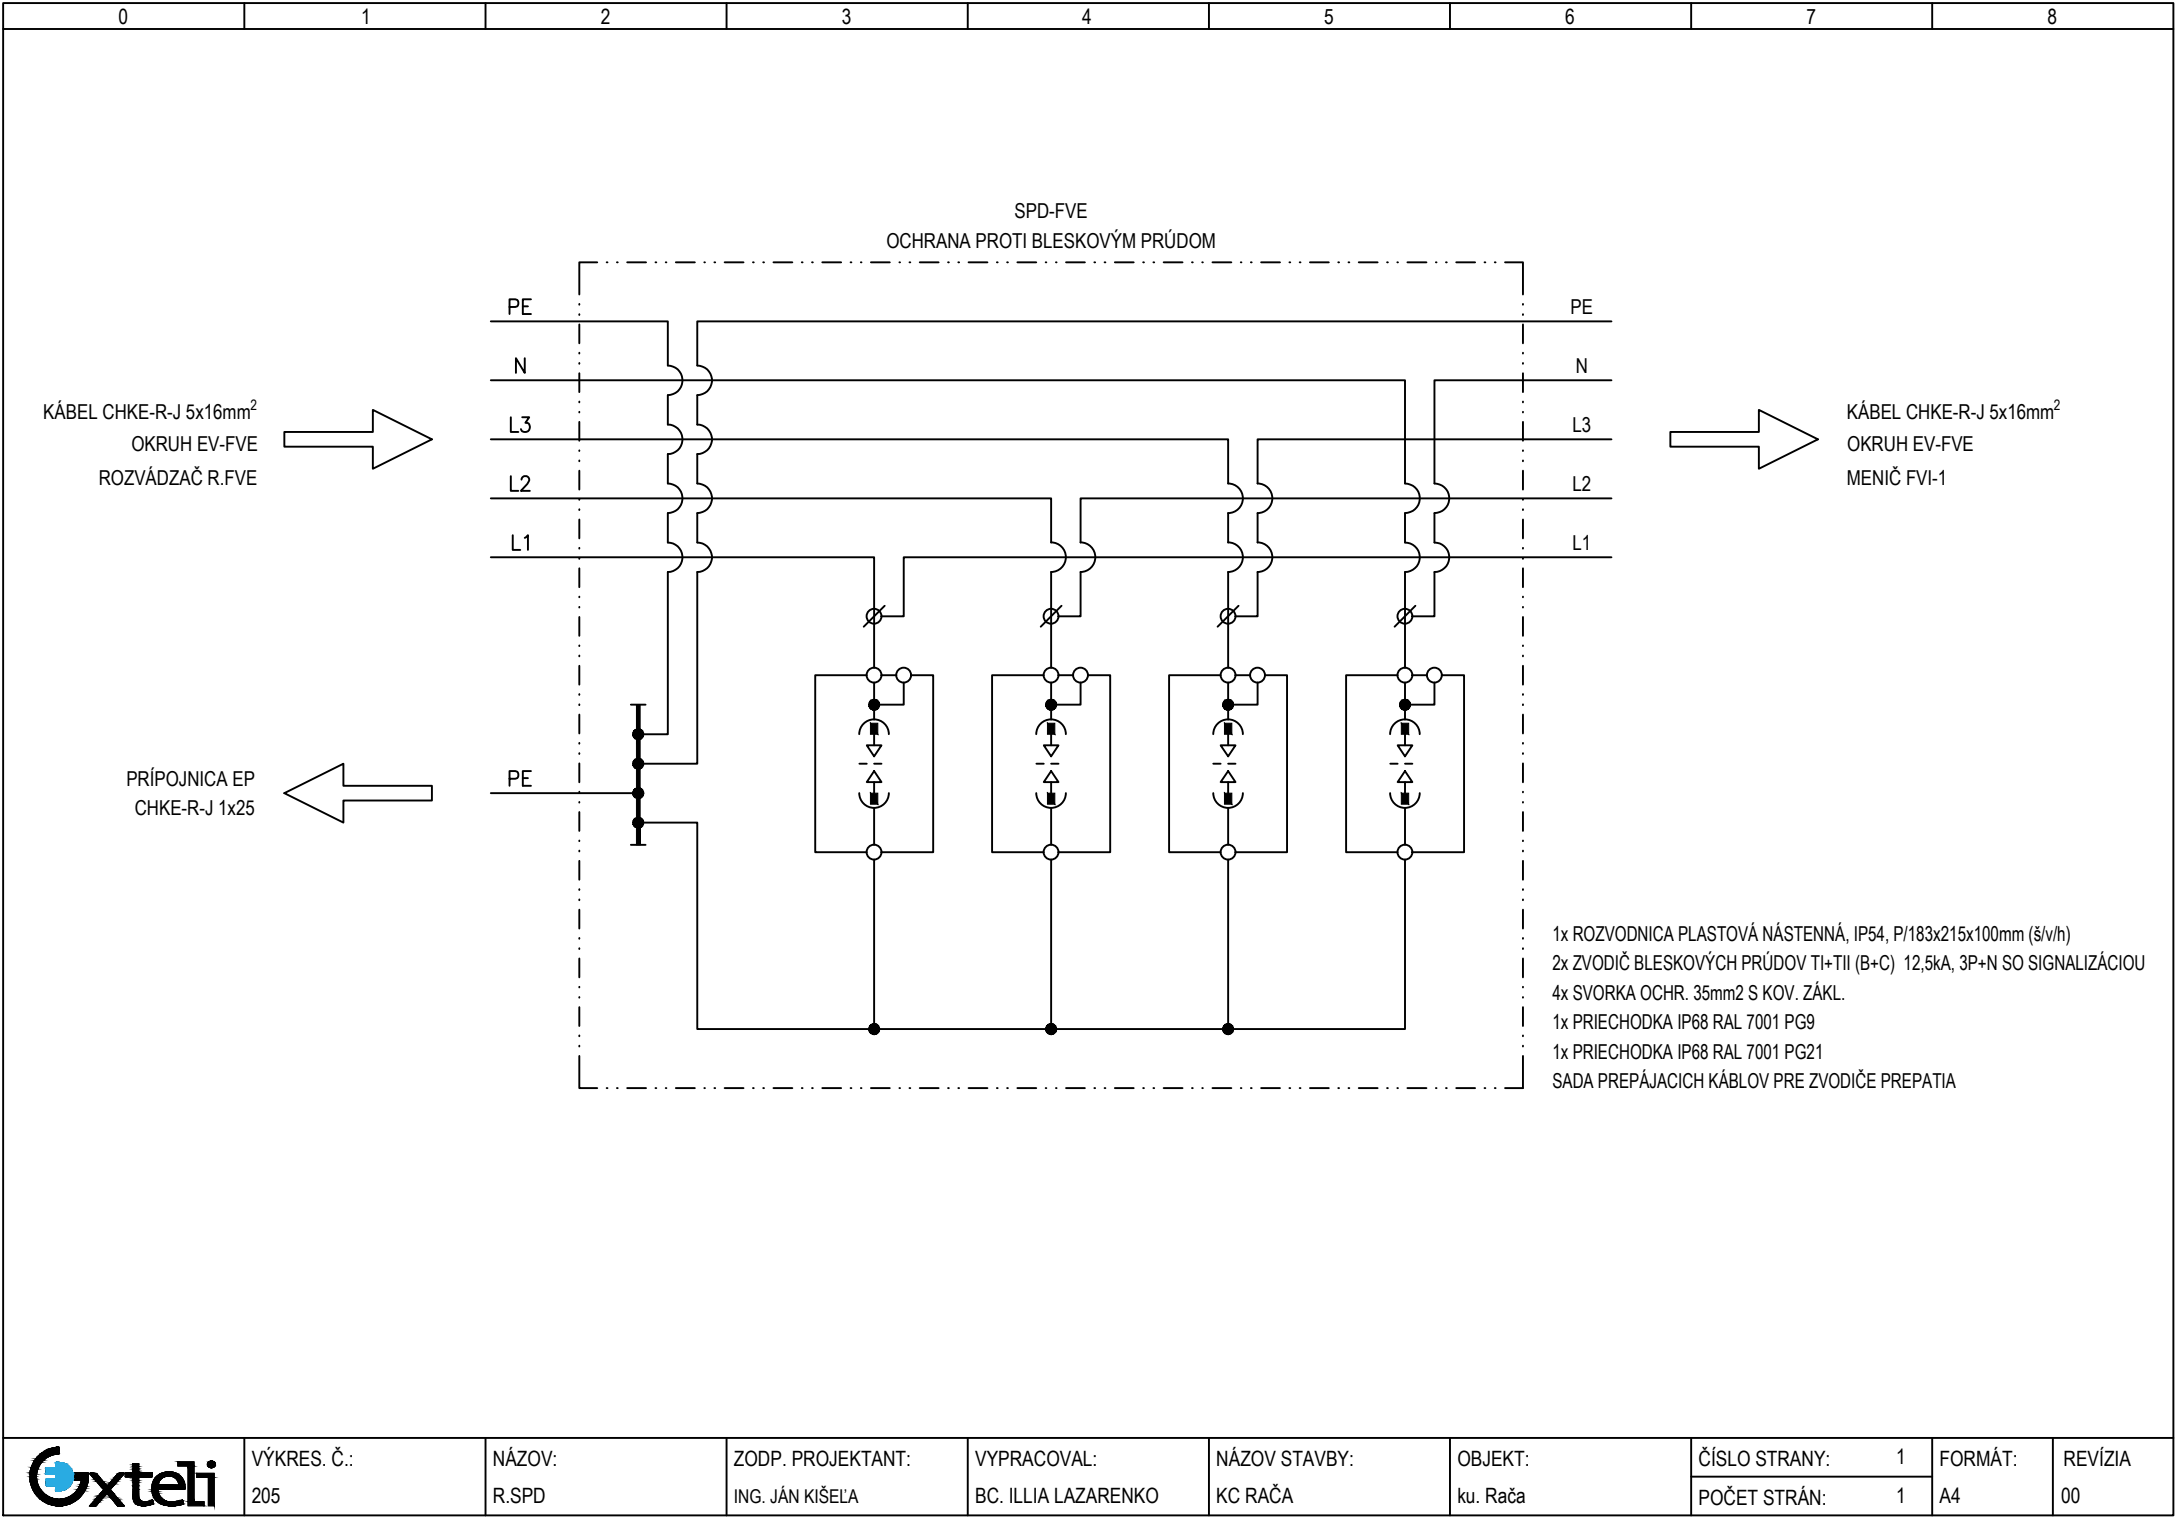 0 1 2 3 4 5 6 7 8
SPD-FVE
OCHRANA PROTI BLESKOVÝM PRÚDOM
PE PE
N N
L3 L3
L2 L2
L1 L1
KÁBEL CHKE-R-J 5x16mm²
OKRUH EV-FVE
ROZVÁDZAČ R.FVE
KÁBEL CHKE-R-J 5x16mm²
OKRUH EV-FVE
MENIČ FVI-1
PRÍPOJNICA EP
CHKE-R-J 1x25
PE
1x ROZVODNICA PLASTOVÁ NÁSTENNÁ, IP54, P/183x215x100mm (š/v/h)
2x ZVODIČ BLESKOVÝCH PRÚDOV TI+TII (B+C) 12,5kA, 3P+N SO SIGNALIZÁCIOU
4x SVORKA OCHR. 35mm2 S KOV. ZÁKL.
1x PRIECHODKA IP68 RAL 7001 PG9
1x PRIECHODKA IP68 RAL 7001 PG21
SADA PREPÁJACICH KÁBLOV PRE ZVODIČE PREPATIA
exteli
VÝKRES. Č.:
205
NÁZOV:
R.SPD
ZODP. PROJEKTANT:
ING. JÁN KIŠEĽA
VYPRACOVAL:
BC. ILLIA LAZARENKO
NÁZOV STAVBY:
KC RAČA
OBJEKT:
ku. Rača
ČÍSLO STRANY: 1
POČET STRÁN: 1
FORMÁT:
A4
REVÍZIA
00